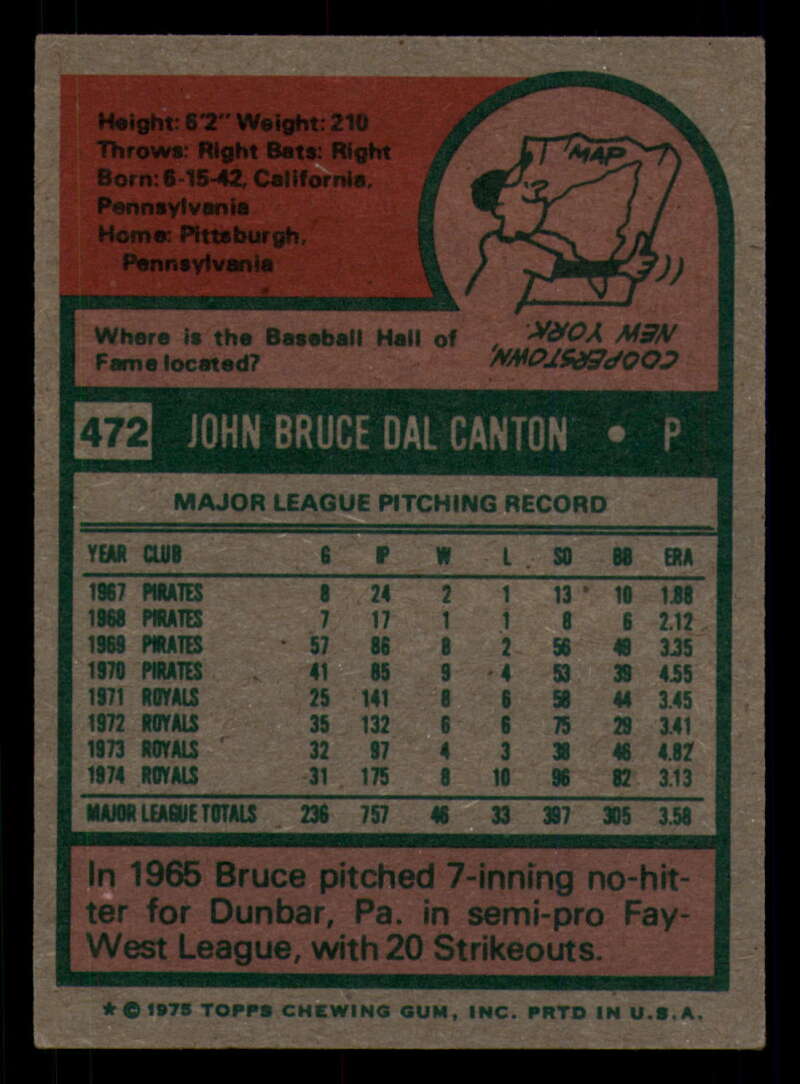 Height: 6'2" Weight: 210
Throws: Right Bats: Right
Born: 6-15-42, California,
Pennsylvania
Home: Pittsburgh,
Pennsylvania
MAP
Where is the Baseball Hall of
Fame located?
COOPERSTOWN,
NEW YORK.
472 JOHN BRUCE DAL CANTON • P
MAJOR LEAGUE PITCHING RECORD
YEAR CLUB G IP W L SO BB ERA
1967 PIRATES 8 24 2 1 13 10 1.88
1968 PIRATES 7 17 1 1 8 6 2.12
1969 PIRATES 57 86 8 2 56 49 3.35
1970 PIRATES 41 85 9 4 53 39 4.55
1971 ROYALS 25 141 8 6 58 44 3.45
1972 ROYALS 35 132 6 6 75 29 3.41
1973 ROYALS 32 97 4 3 38 46 4.82
1974 ROYALS 31 175 8 10 96 82 3.13
MAJOR LEAGUE TOTALS 236 757 46 33 397 305 3.58
In 1965 Bruce pitched 7-inning no-hit-
ter for Dunbar, Pa. in semi-pro Fay-
West League, with 20 Strikeouts.
* © 1975 TOPPS CHEWING GUM, INC. PRTD IN U.S.A.